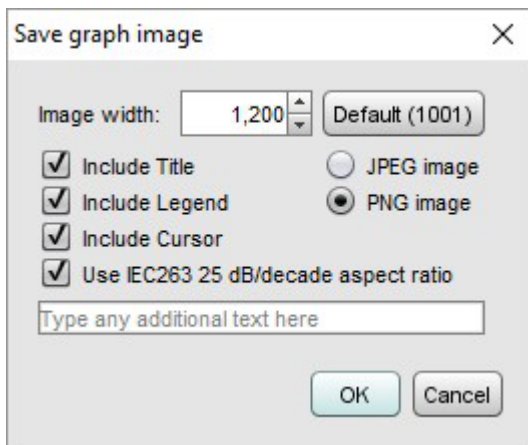 Save graph image
Image width: 1,200 Default (1001)
Include Title JPEG image
Include Legend PNG image
Include Cursor
Use IEC263 25 dB/decade aspect ratio
Type any additional text here
OK Cancel